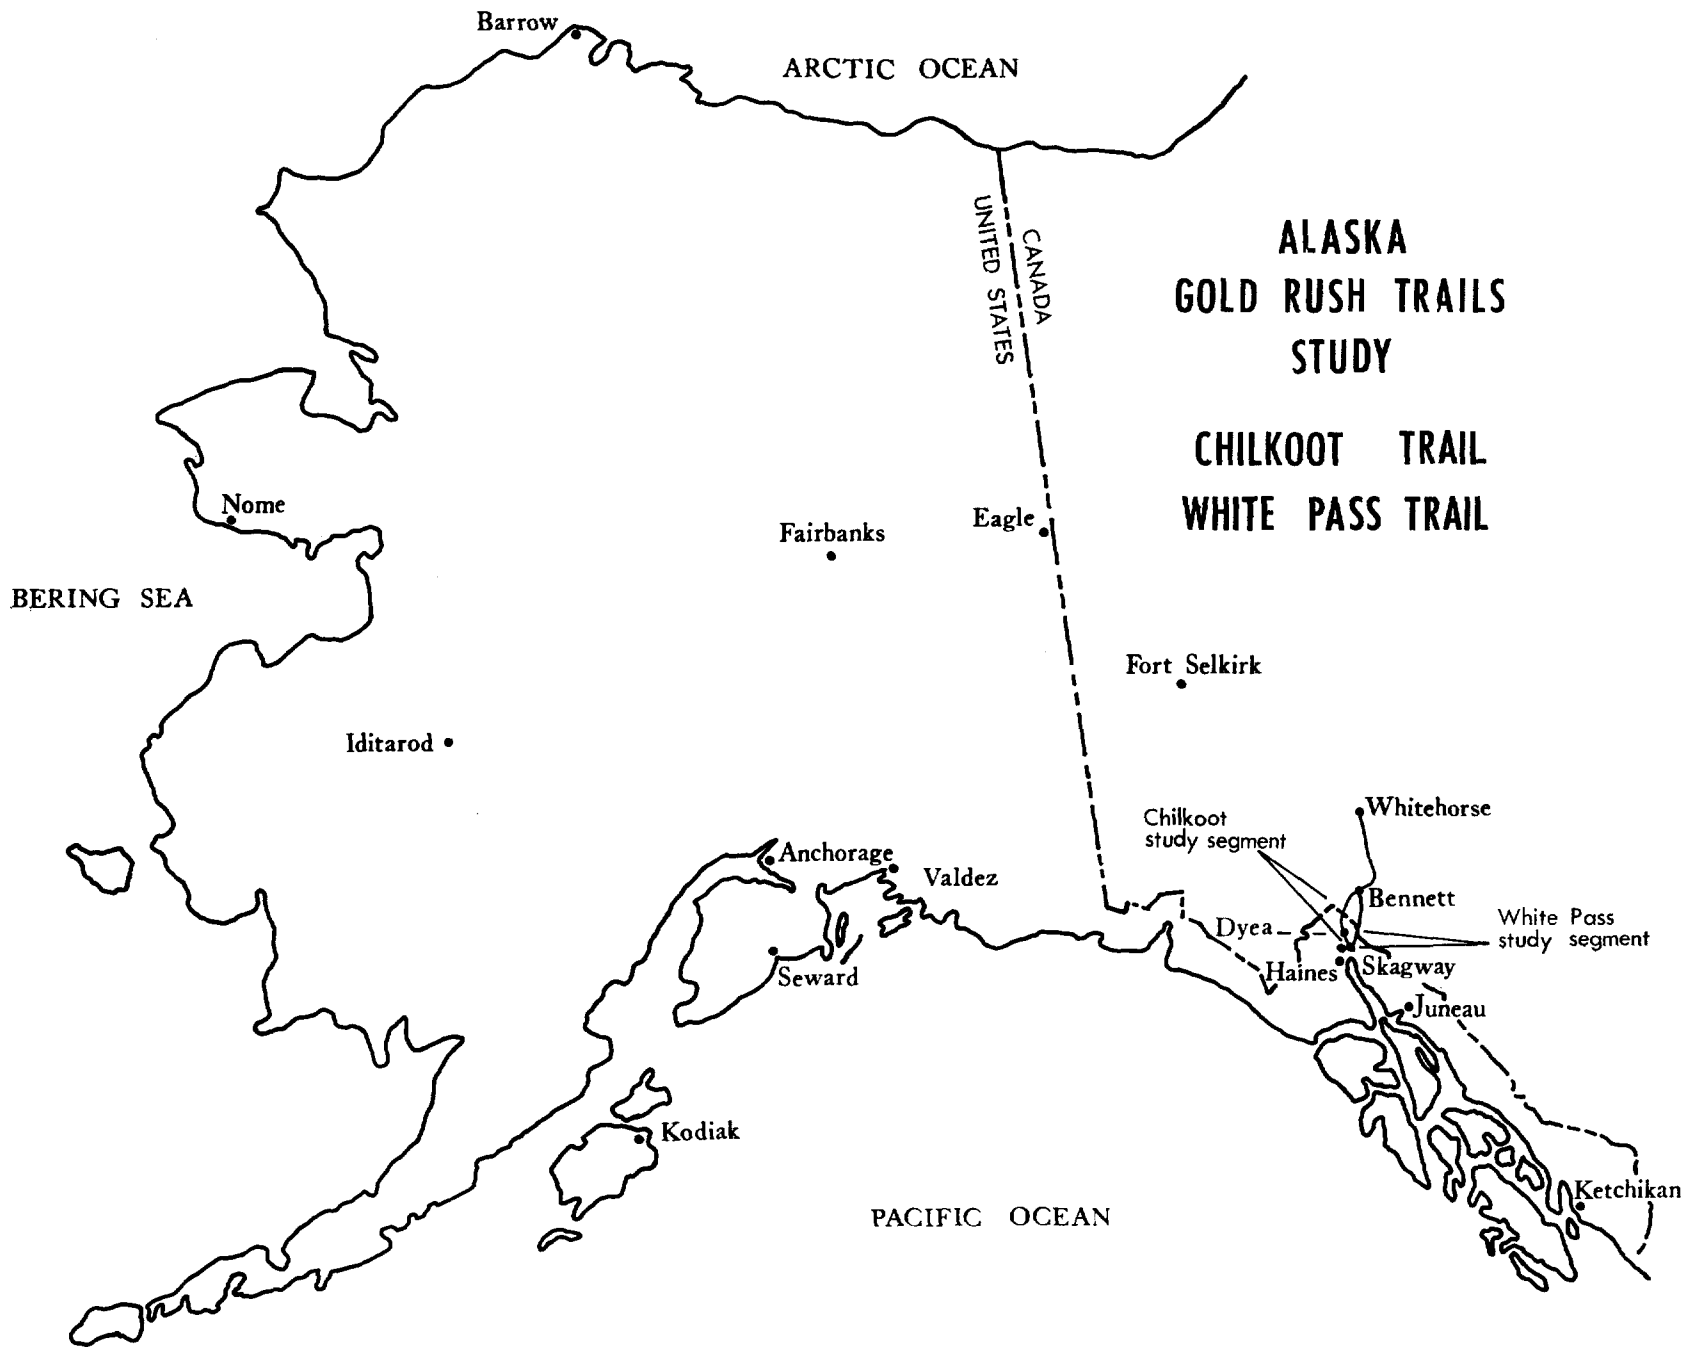 Barrow
ARCTIC OCEAN
UNITED STATES
CANADA
ALASKA
GOLD RUSH TRAILS
STUDY
CHILKOOT TRAIL
WHITE PASS TRAIL
Nome
Fairbanks
Eagle
BERING SEA
Fort Selkirk
Iditarod
Whitehorse
Chilkoot
study segment
Anchorage
Valdez
Bennett
White Pass
study segment
Dyea
Haines
Skagway
Seward
Juneau
Kodiak
Ketchikan
PACIFIC OCEAN